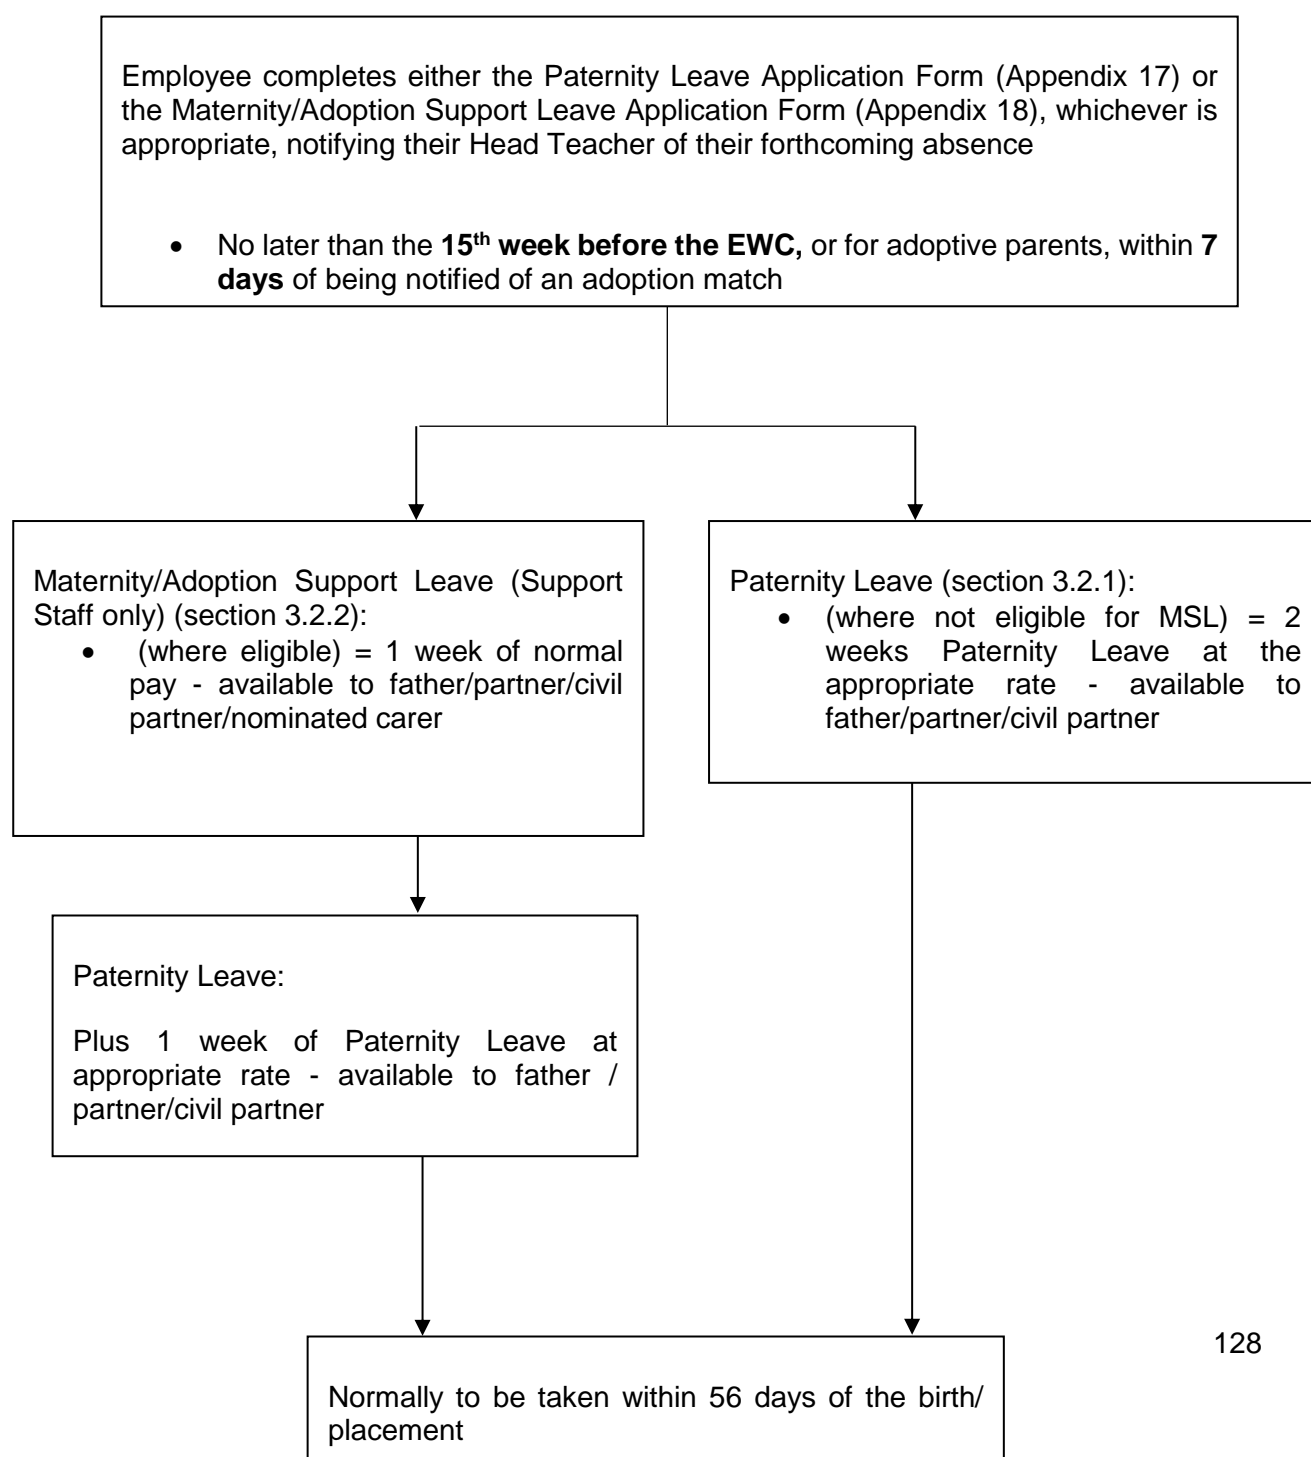 Employee completes either the Paternity Leave Application Form (Appendix 17) or
the Maternity/Adoption Support Leave Application Form (Appendix 18), whichever is
appropriate, notifying their Head Teacher of their forthcoming absence
• No later than the 15th week before the EWC, or for adoptive parents, within 7
days of being notified of an adoption match
Maternity/Adoption Support Leave (Support
Staff only) (section 3.2.2):
• (where eligible) = 1 week of normal
pay - available to father/partner/civil
partner/nominated carer
Paternity Leave (section 3.2.1):
• (where not eligible for MSL) = 2
weeks Paternity Leave at the
appropriate rate - available to
father/partner/civil partner
Paternity Leave:
Plus 1 week of Paternity Leave at
appropriate rate - available to father /
partner/civil partner
128
Normally to be taken within 56 days of the birth/
placement